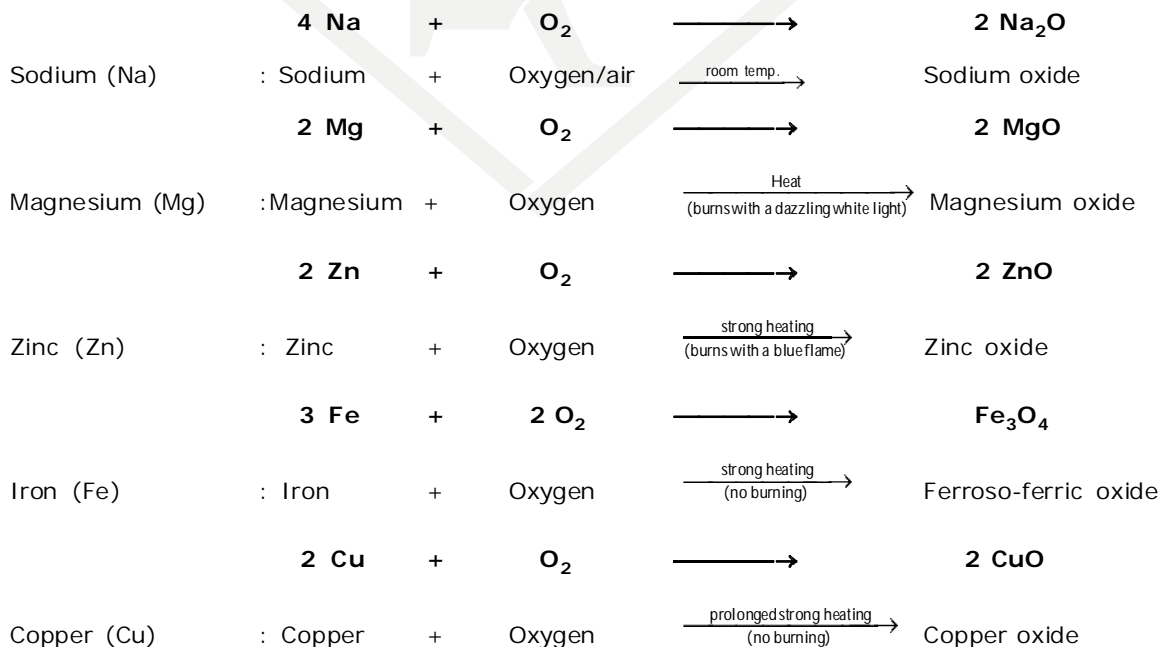 4 Na + O₂ ⟶ 2 Na₂O
Sodium (Na) : Sodium + Oxygen/air room temp. → Sodium oxide
2 Mg + O₂ ⟶ 2 MgO
Heat
Magnesium (Mg) :Magnesium + Oxygen → Magnesium oxide
(burns with a dazzling white light)
2 Zn + O₂ ⟶ 2 ZnO
strong heating
Zinc (Zn) : Zinc + Oxygen → Zinc oxide
(burns with a blue flame)
3 Fe + 2 O₂ ⟶ Fe₃O₄
strong heating
Iron (Fe) : Iron + Oxygen → Ferroso-ferric oxide
(no burning)
2 Cu + O₂ ⟶ 2 CuO
prolonged strong heating
Copper (Cu) : Copper + Oxygen → Copper oxide
(no burning)